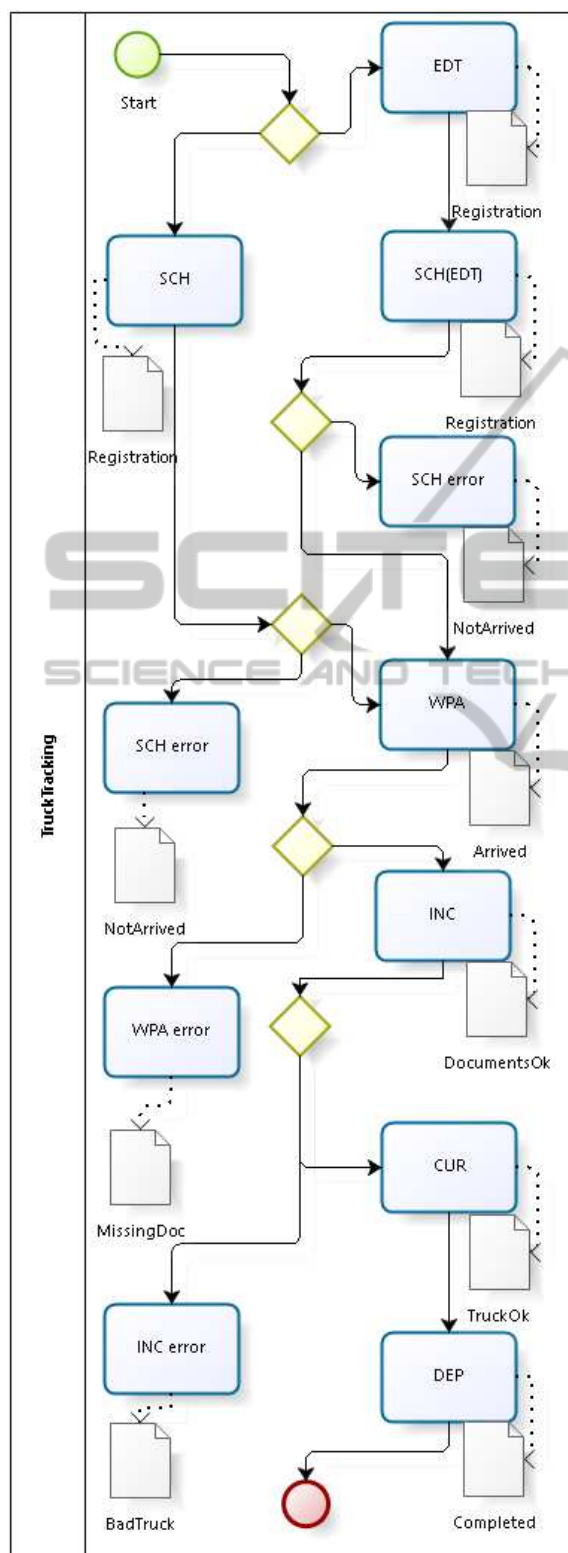 TruckTracking
Start
EDT
Registration
SCH
SCH(EDT)
Registration
Registration
SCH error
NotArrived
SCITE
SCIENCE AND TECH
WPA
SCH error
Arrived
NotArrived
INC
WPA error
DocumentsOk
CUR
MissingDoc
TruckOk
INC error
DEP
BadTruck
Completed